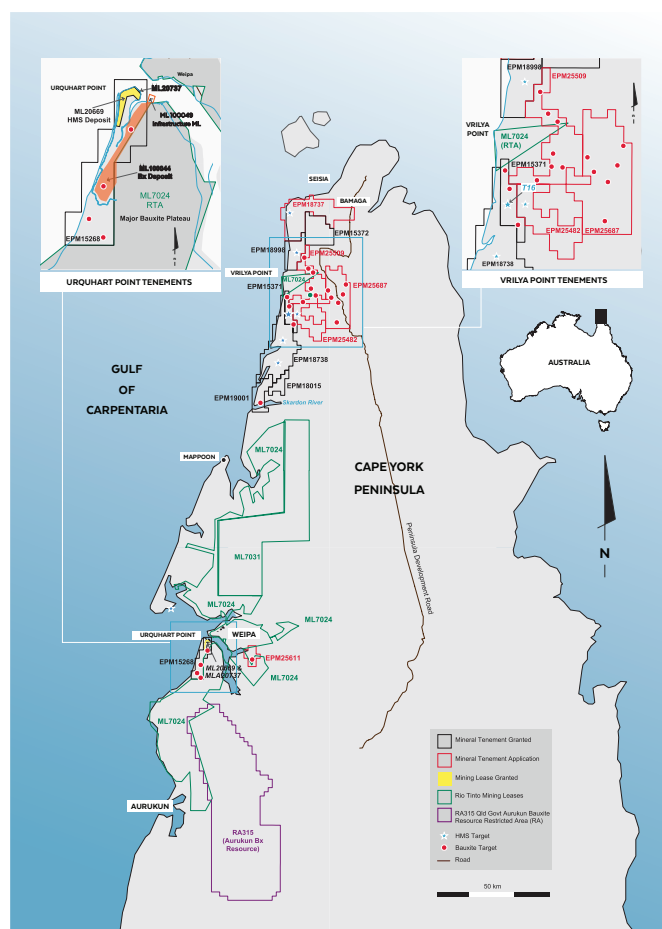 Weipa
URQUHART POINT
ML20737
ML20669
HMS Deposit
ML100049
Infrastructure ML
Bx Deposit
ML7024
RTA
Major Bauxite Plateau
EPM15268
URQUHART POINT TENEMENTS
EPM18998
EPM25509
VRILYA
POINT
ML7024
(RTA)
EPM15371
T16
EPM25482
EPM25687
EPM18738
VRILYA POINT TENEMENTS
SEISIA
BAMAGA
EPM18737
EPM15372
EPM18998
EPM25509
VRILYA POINT
ML7024
EPM15371
EPM25687
EPM25482
EPM18738
EPM18015
EPM19001
Skardon River
AUSTRALIA
GULF
OF
CARPENTARIA
MAPPOON
ML7024
CAPE YORK
PENINSULA
Peninsula Development Road
N
ML7031
ML7024
ML7024
URQUHART POINT
WEIPA
EPM15268
ML20669 &
MLA20737
EPM25611
ML7024
ML7024
AURUKUN
RA315
(Aurukun Bx
Resource)
Mineral Tenement Granted
Mineral Tenement Application
Mining Lease Granted
Rio Tinto Mining Leases
RA315 Qld Govt Aurukun Bauxite
Resource Restricted Area (RA)
HMS Target
Bauxite Target
Road
50 km